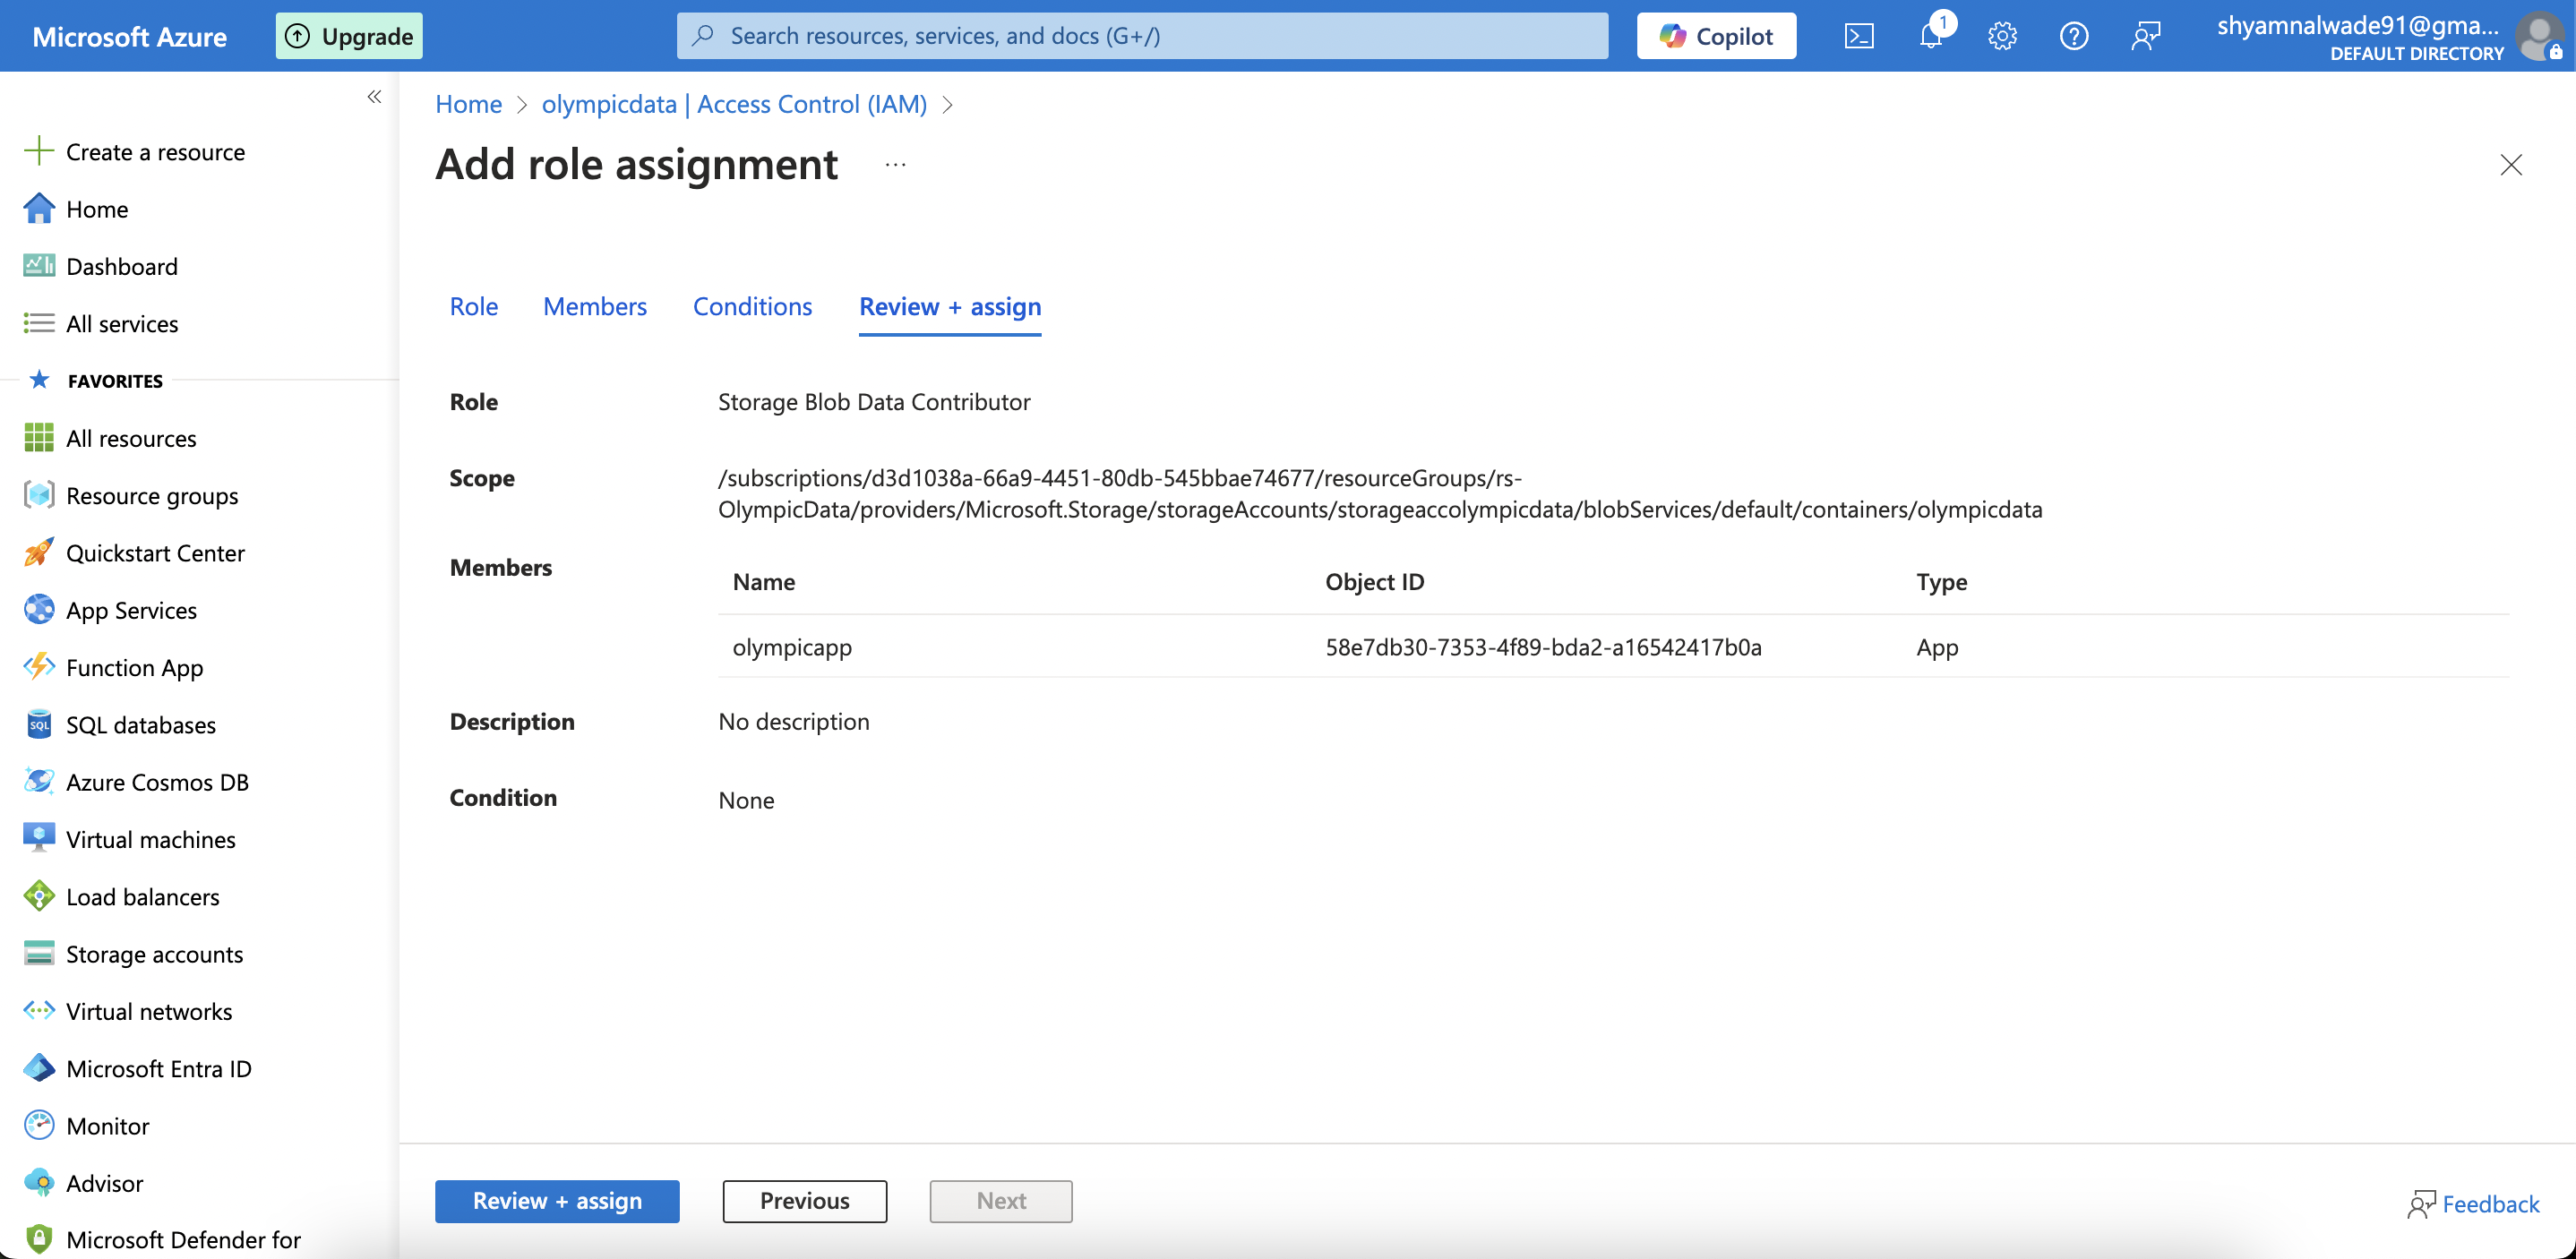 Microsoft Azure
Upgrade
Search resources, services, and docs (G+/)
Copilot
1
shyamnalwade91@gma...
DEFAULT DIRECTORY
Create a resource
Home
Dashboard
All services
FAVORITES
All resources
Resource groups
Quickstart Center
App Services
Function App
SQL databases
Azure Cosmos DB
Virtual machines
Load balancers
Storage accounts
Virtual networks
Microsoft Entra ID
Monitor
Advisor
Microsoft Defender for
Home > olympicdata | Access Control (IAM) >
Add role assignment ...
Role Members Conditions Review + assign
Role Storage Blob Data Contributor
Scope /subscriptions/d3d1038a-66a9-4451-80db-545bbae74677/resourceGroups/rs-
OlympicData/providers/Microsoft.Storage/storageAccounts/storageaccolympicdata/blobServices/default/containers/olympicdata
Members
Name Object ID Type
olympicapp 58e7db30-7353-4f89-bda2-a16542417b0a App
Description No description
Condition None
Review + assign Previous Next
Feedback